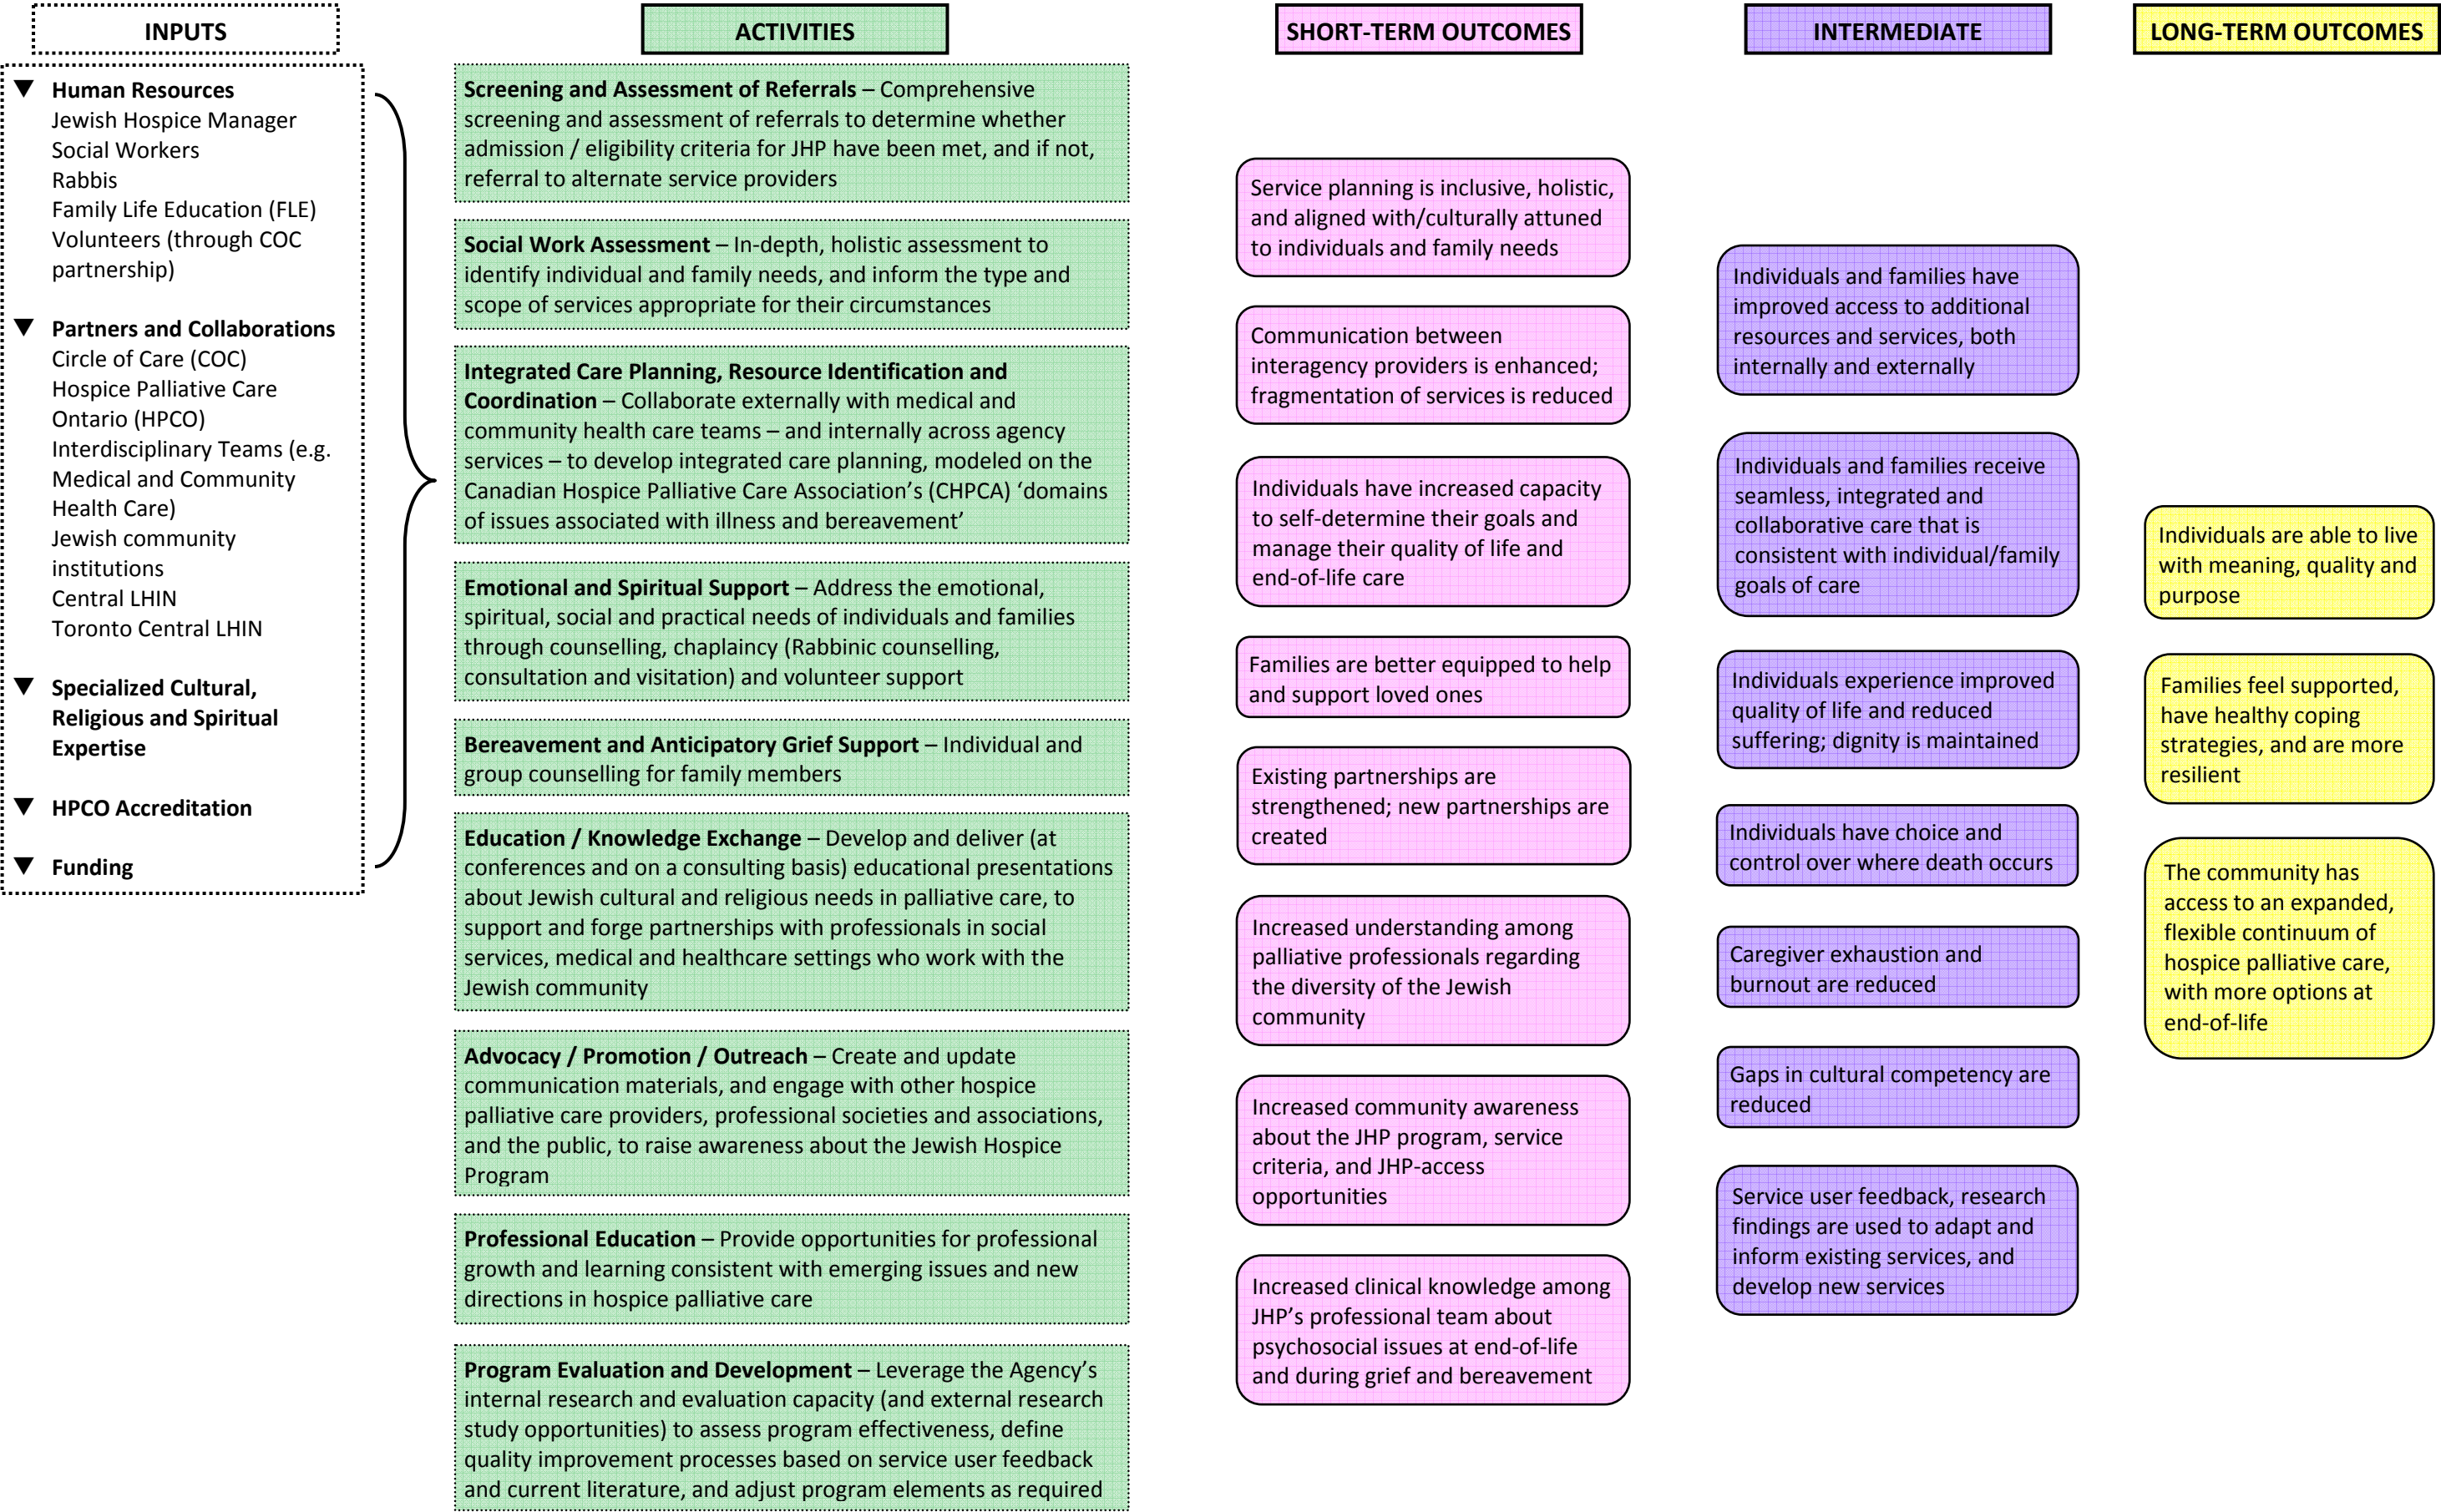 INPUTS
▼ Human Resources
Jewish Hospice Manager
Social Workers
Rabbis
Family Life Education (FLE)
Volunteers (through COC
partnership)
▼ Partners and Collaborations
Circle of Care (COC)
Hospice Palliative Care
Ontario (HPCO)
Interdisciplinary Teams (e.g.
Medical and Community
Health Care)
Jewish community
institutions
Central LHIN
Toronto Central LHIN
▼ Specialized Cultural,
Religious and Spiritual
Expertise
▼ HPCO Accreditation
▼ Funding
ACTIVITIES
Screening and Assessment of Referrals – Comprehensive
screening and assessment of referrals to determine whether
admission / eligibility criteria for JHP have been met, and if not,
referral to alternate service providers
Social Work Assessment – In-depth, holistic assessment to
identify individual and family needs, and inform the type and
scope of services appropriate for their circumstances
Integrated Care Planning, Resource Identification and
Coordination – Collaborate externally with medical and
community health care teams – and internally across agency
services – to develop integrated care planning, modeled on the
Canadian Hospice Palliative Care Association’s (CHPCA) ‘domains
of issues associated with illness and bereavement’
Emotional and Spiritual Support – Address the emotional,
spiritual, social and practical needs of individuals and families
through counselling, chaplaincy (Rabbinic counselling,
consultation and visitation) and volunteer support
Bereavement and Anticipatory Grief Support – Individual and
group counselling for family members
Education / Knowledge Exchange – Develop and deliver (at
conferences and on a consulting basis) educational presentations
about Jewish cultural and religious needs in palliative care, to
support and forge partnerships with professionals in social
services, medical and healthcare settings who work with the
Jewish community
Advocacy / Promotion / Outreach – Create and update
communication materials, and engage with other hospice
palliative care providers, professional societies and associations,
and the public, to raise awareness about the Jewish Hospice
Program
Professional Education – Provide opportunities for professional
growth and learning consistent with emerging issues and new
directions in hospice palliative care
Program Evaluation and Development – Leverage the Agency’s
internal research and evaluation capacity (and external research
study opportunities) to assess program effectiveness, define
quality improvement processes based on service user feedback
and current literature, and adjust program elements as required
SHORT-TERM OUTCOMES
Service planning is inclusive, holistic,
and aligned with/culturally attuned
to individuals and family needs
Communication between
interagency providers is enhanced;
fragmentation of services is reduced
Individuals have increased capacity
to self-determine their goals and
manage their quality of life and
end-of-life care
Families are better equipped to help
and support loved ones
Existing partnerships are
strengthened; new partnerships are
created
Increased understanding among
palliative professionals regarding
the diversity of the Jewish
community
Increased community awareness
about the JHP program, service
criteria, and JHP-access
opportunities
Increased clinical knowledge among
JHP’s professional team about
psychosocial issues at end-of-life
and during grief and bereavement
INTERMEDIATE
Individuals and families have
improved access to additional
resources and services, both
internally and externally
Individuals and families receive
seamless, integrated and
collaborative care that is
consistent with individual/family
goals of care
Individuals experience improved
quality of life and reduced
suffering; dignity is maintained
Individuals have choice and
control over where death occurs
Caregiver exhaustion and
burnout are reduced
Gaps in cultural competency are
reduced
Service user feedback, research
findings are used to adapt and
inform existing services, and
develop new services
LONG-TERM OUTCOMES
Individuals are able to live
with meaning, quality and
purpose
Families feel supported,
have healthy coping
strategies, and are more
resilient
The community has
access to an expanded,
flexible continuum of
hospice palliative care,
with more options at
end-of-life